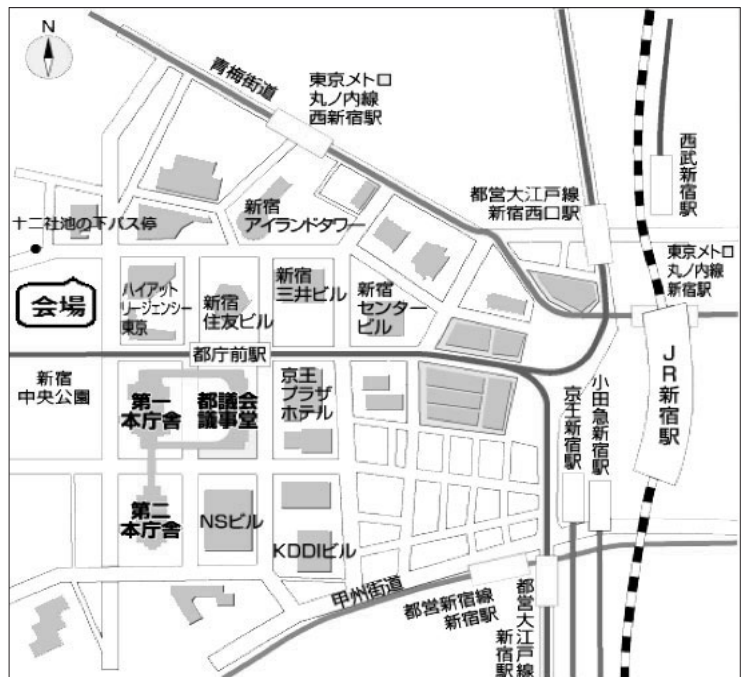 N
青梅街道
東京メトロ
丸ノ内線
西新宿駅
西武新宿駅
都営大江戸線
新宿西口駅
十二社池の下バス停
新宿
アイランドタワー
東京メトロ
丸ノ内線
新宿駅
会場
ハイアット
リージェンシー
東京
新宿
住友ビル
新宿
三井ビル
新宿
センター
ビル
都庁前駅
JR新宿駅
新宿
中央公園
第一
本庁舎
都議会
議事堂
京王
プラザ
ホテル
小田急新宿駅
京王新宿駅
第二
本庁舎
NSビル
KDDIビル
甲州街道
都営新宿線
新宿駅
都営大江戸線
新宿駅